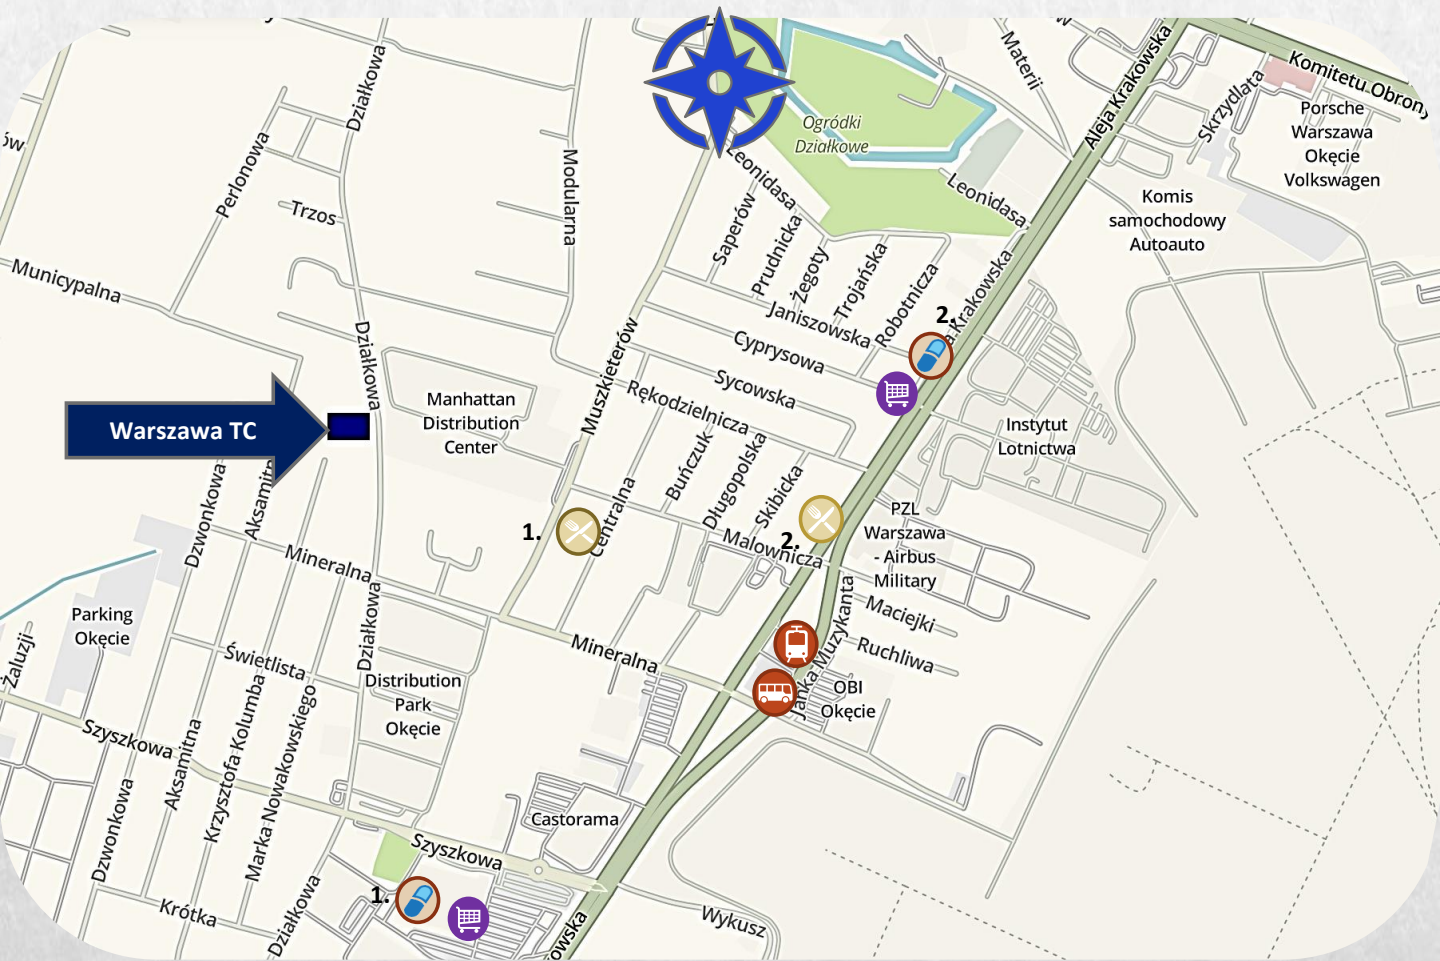 Działkowa
Materii
Aleja Krakowska
Komitetu Obrony
Skrzydlata
Porsche
Warszawa
Okęcie
Volkswagen
Ogródki
Działkowe
Perlonowa
Trzos
Modularna
Leonidasa
Leonidasa
Komis
samochodowy
Autoauto
Saperów
Prudnicka
Żegoty
Trojańska
Robotnicza
Municypalna
Działkowa
Muszkieterów
Janiszowska
Cyprysowa
Sycowska
Rękodzielnicza
2.
a Krakowska
Manhattan
Distribution
Center
Warszawa TC
Instytut
Lotnictwa
Dzwonkowa
Aksamitn
Buńczuk
Długopolska
Skibicka
Centralna
1.
2.
Malownicza
PZL
Warszawa
- Airbus
Military
Mineralna
Działkowa
Parking
Okęcie
Żaluzji
Świetlista
Mineralna
Maciejki
Ruchliwa
Janka Muzykanta
OBI
Okęcie
Distribution
Park
Okęcie
Szyszkowa
Aksamitna
Krzysztofa Kolumba
Marka Nowakowskiego
Dzwonkowa
Castorama
Szyszkowa
1.
Krótka
Działkowa
Wykusz
owska